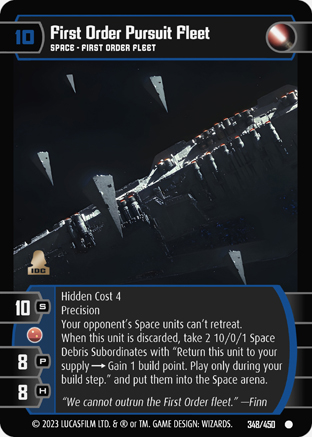 10
First Order Pursuit Fleet
SPACE - FIRST ORDER FLEET
IDC
10 S
8 P
8 H
Hidden Cost 4
Precision
Your opponent's Space units can't retreat.
When this unit is discarded, take 2 10/0/1 Space
Debris Subordinates with "Return this unit to your
supply → Gain 1 build point. Play only during your
build step." and put them into the Space arena.
"We cannot outrun the First Order fleet." —Finn
© 2023 LUCASFILM LTD. & ® or TM. GAME DESIGN: WIZARDS.
348/450